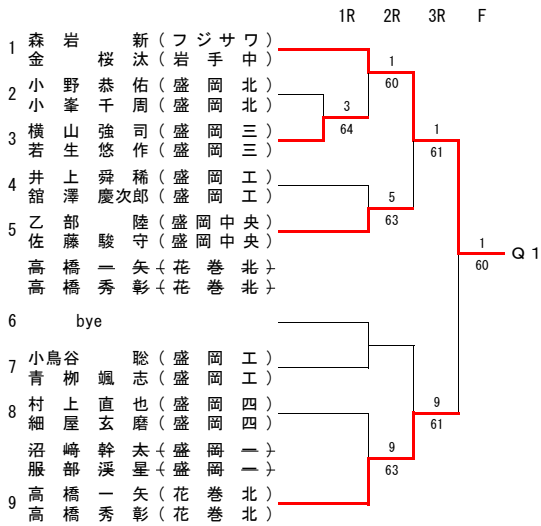 1R 2R 3R F
1 森岩 新(フジサワ)
金 桜汰(岩手中)
2 小野恭佑(盛岡北)
小峯千周(盛岡北)
3 横山強司(盛岡三)
若生悠作(盛岡三)
4 井上舜稀(盛岡工)
舘澤慶次郎(盛岡工)
5 乙部 陸(盛岡中央)
佐藤駿守(盛岡中央)
高橋一矢(花巻北)
高橋秀彰(花巻北)
6 bye
7 小鳥谷 聡(盛岡工)
青栁颯志(盛岡工)
8 村上直也(盛岡四)
細屋玄磨(盛岡四)
沼﨑幹太(盛岡一)
服部渓星(盛岡一)
9 高橋一矢(花巻北)
高橋秀彰(花巻北)
1
60
3
64
1
61
5
63
1
60
Q1
9
61
9
63